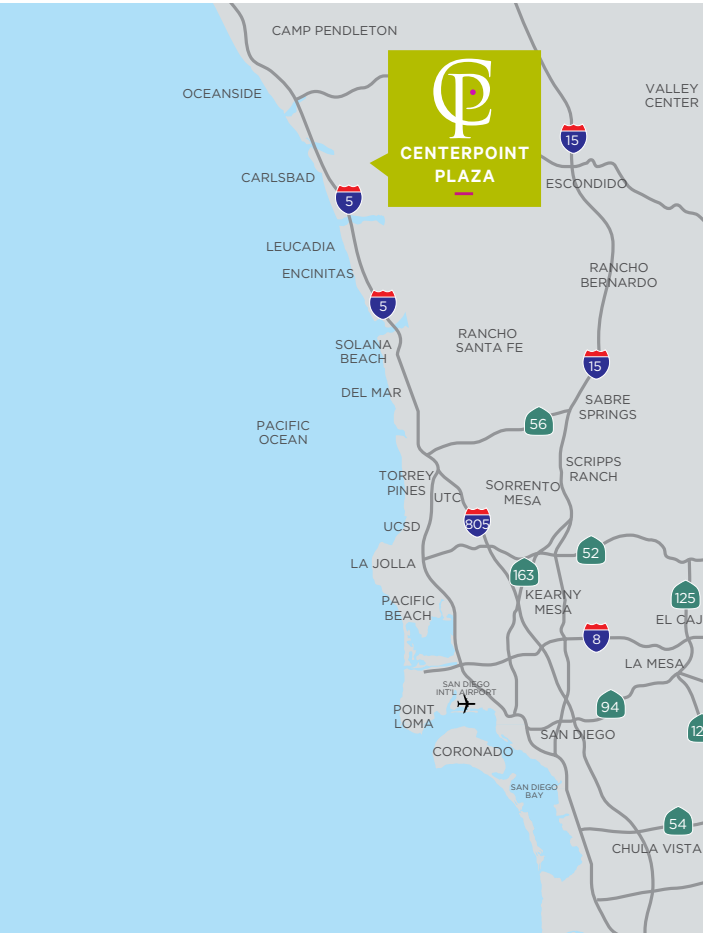 CAMP PENDLETON
OCEANSIDE
VALLEY
CENTER
CP
CENTERPOINT
PLAZA
15
CARLSBAD
ESCONDIDO
5
LEUCADIA
ENCINITAS
RANCHO
BERNARDO
5
SOLANA
BEACH
RANCHO
SANTA FE
15
DEL MAR
SABRE
SPRINGS
56
PACIFIC
OCEAN
SCRIPPS
RANCH
TORREY
PINES
UTC
SORRENTO
MESA
UCSD
805
52
LA JOLLA
163
KEARNY
MESA
125
PACIFIC
BEACH
EL CAJ
8
LA MESA
SAN DIEGO
INT'L AIRPORT
POINT
LOMA
94
12
SAN DIEGO
CORONADO
SAN DIEGO
BAY
54
CHULA VISTA